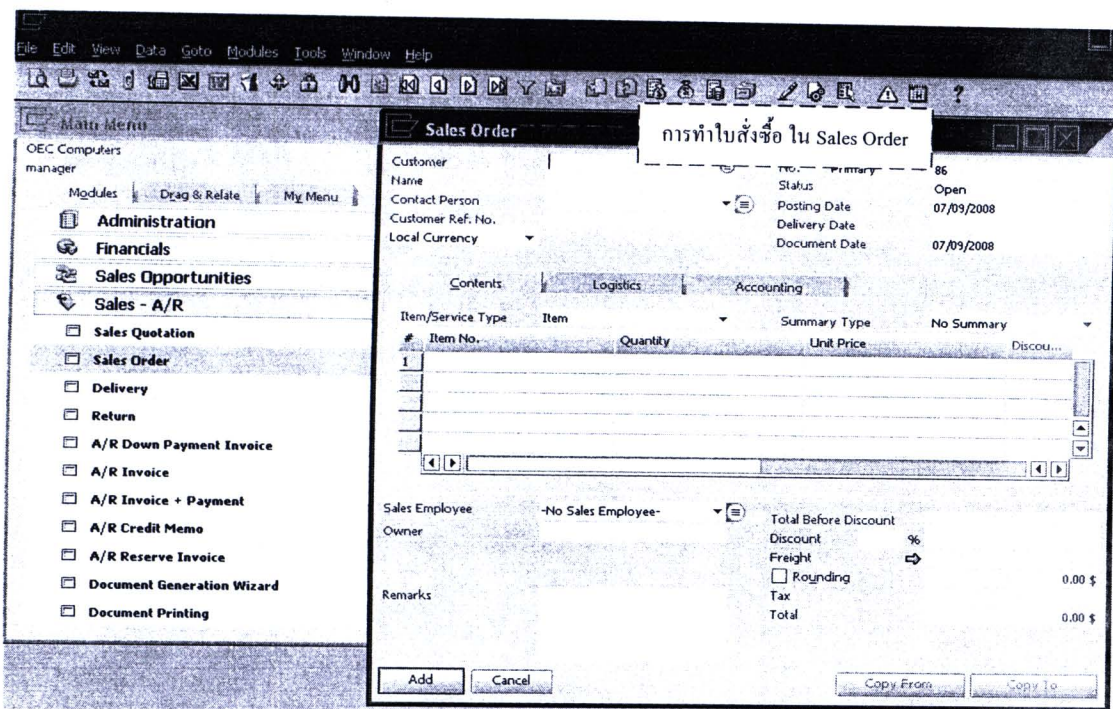 File Edit View Data Goto Modules Tools Window Help
Main Menu
OEC Computers
manager
Modules Drag & Relate My Menu
Administration
Financials
Sales Opportunities
Sales - A/R
Sales Quotation
Sales Order
Delivery
Return
A/R Down Payment Invoice
A/R Invoice
A/R Invoice + Payment
A/R Credit Memo
A/R Reserve Invoice
Document Generation Wizard
Document Printing
Sales Order
การทำใบสั่งซื้อ ใน Sales Order
Customer
Name
Contact Person
Customer Ref. No.
Local Currency
No. Primary 86
Status Open
Posting Date 07/09/2008
Delivery Date
Document Date 07/09/2008
Contents Logistics Accounting
Item/Service Type Item Summary Type No Summary
# Item No. Quantity Unit Price Discou...
1
Sales Employee -No Sales Employee-
Owner
Remarks
Total Before Discount
Discount %
Freight
Rounding 0.00 $
Tax
Total 0.00 $
Add Cancel Copy From Copy To